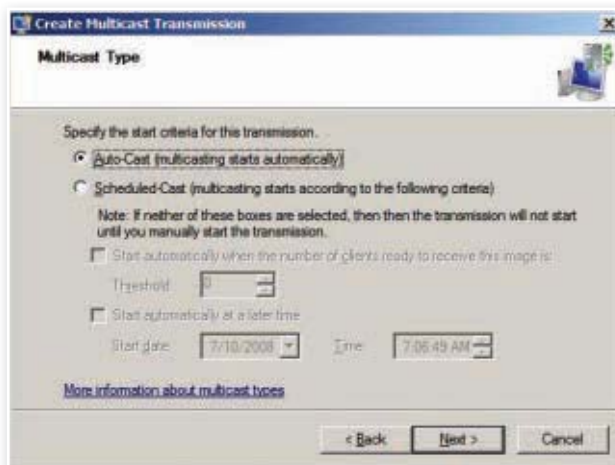 Create Multicast Transmission
Multicast Type
Specify the start criteria for this transmission.
Auto-Cast (multicasting starts automatically)
Scheduled-Cast (multicasting starts according to the following criteria)
Note: If neither of these boxes are selected, then then the transmission will not start
until you manually start the transmission.
Start automatically when the number of clients ready to receive this image is:
Threshold: 0
Start automatically at a later time
Start date: 7/10/2008 Time: 7:06:49 AM
More information about multicast types
< Back Next > Cancel